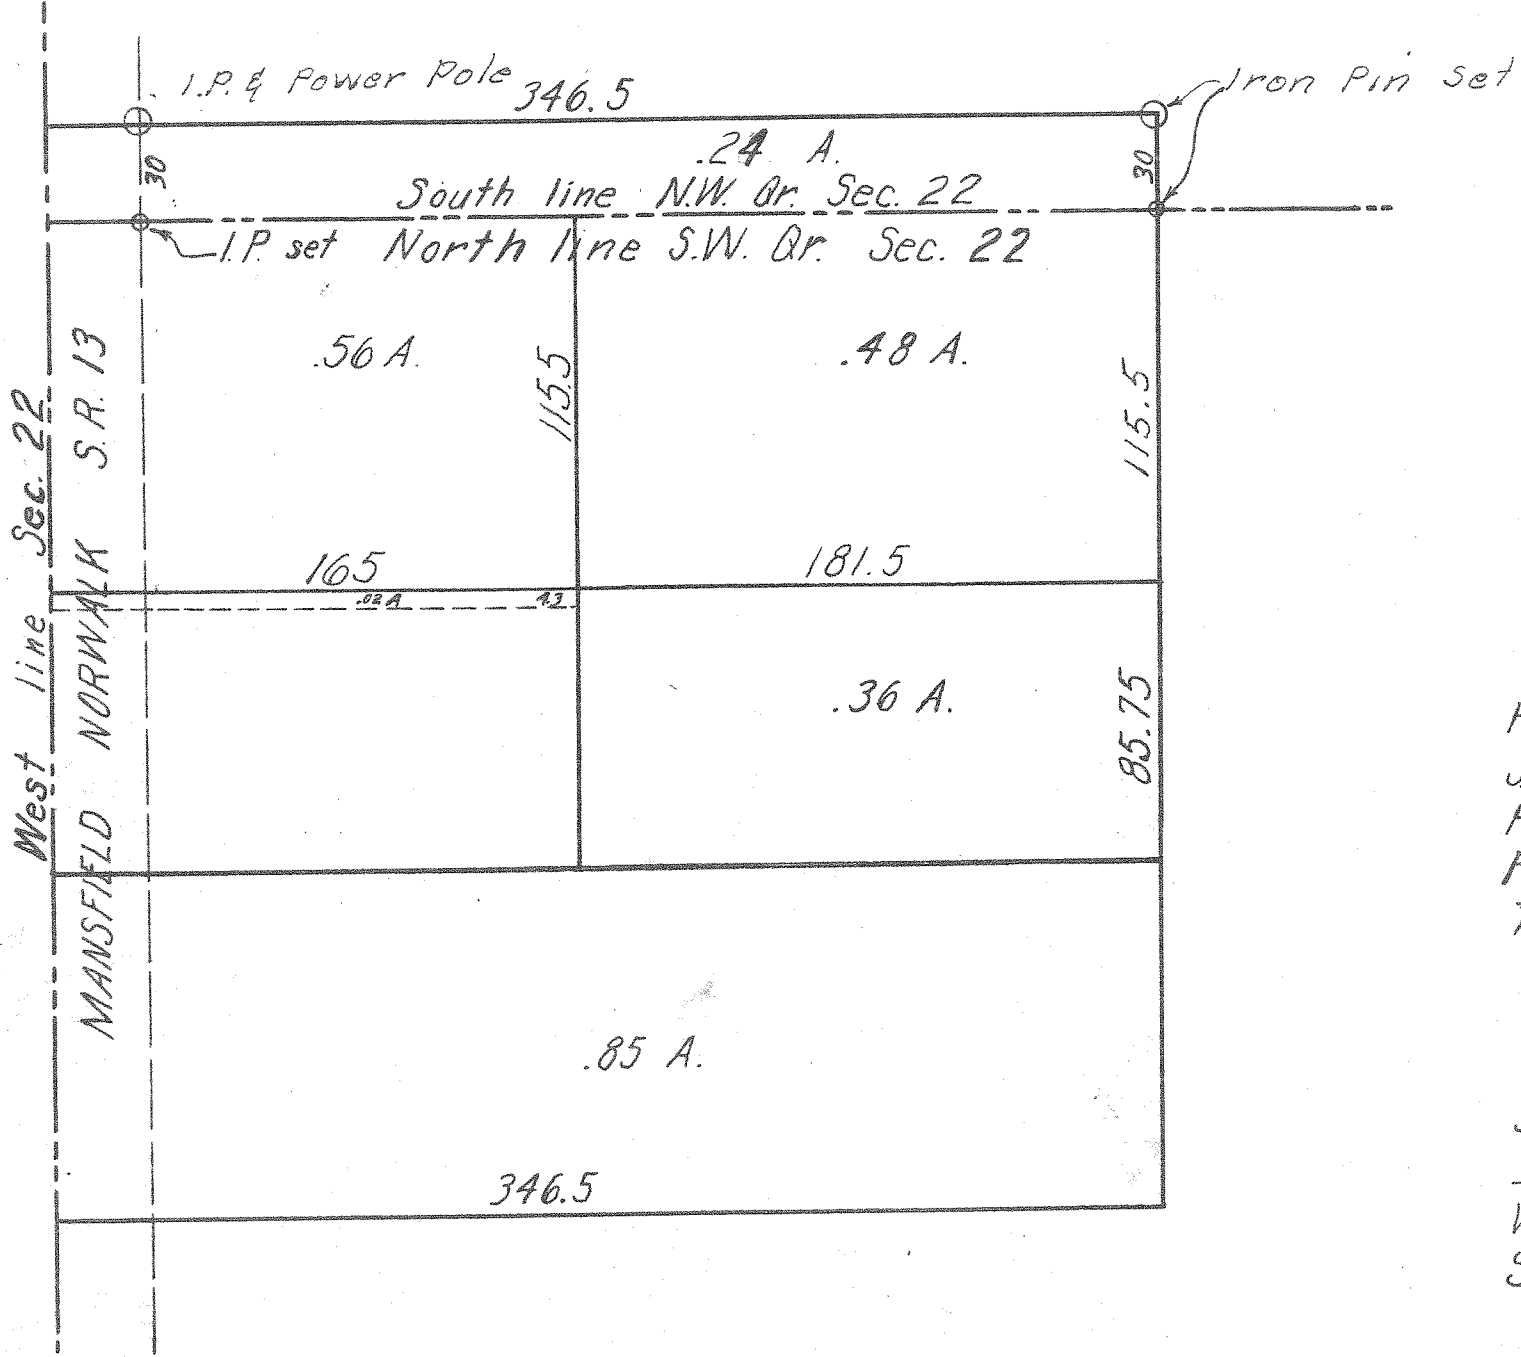 I.P. & Power Pole
346.5
Iron Pin Set
.24 A.
30
30
South line N.W. Qr. Sec. 22
I.P. set
North line S.W. Qr. Sec. 22
.56 A.
115.5
.48 A.
115.5
165
181.5
.02 A
4.3
West line Sec. 22
MANSFIELD NORWALK S.R. 13
.36 A.
85.75
.85 A.
346.5